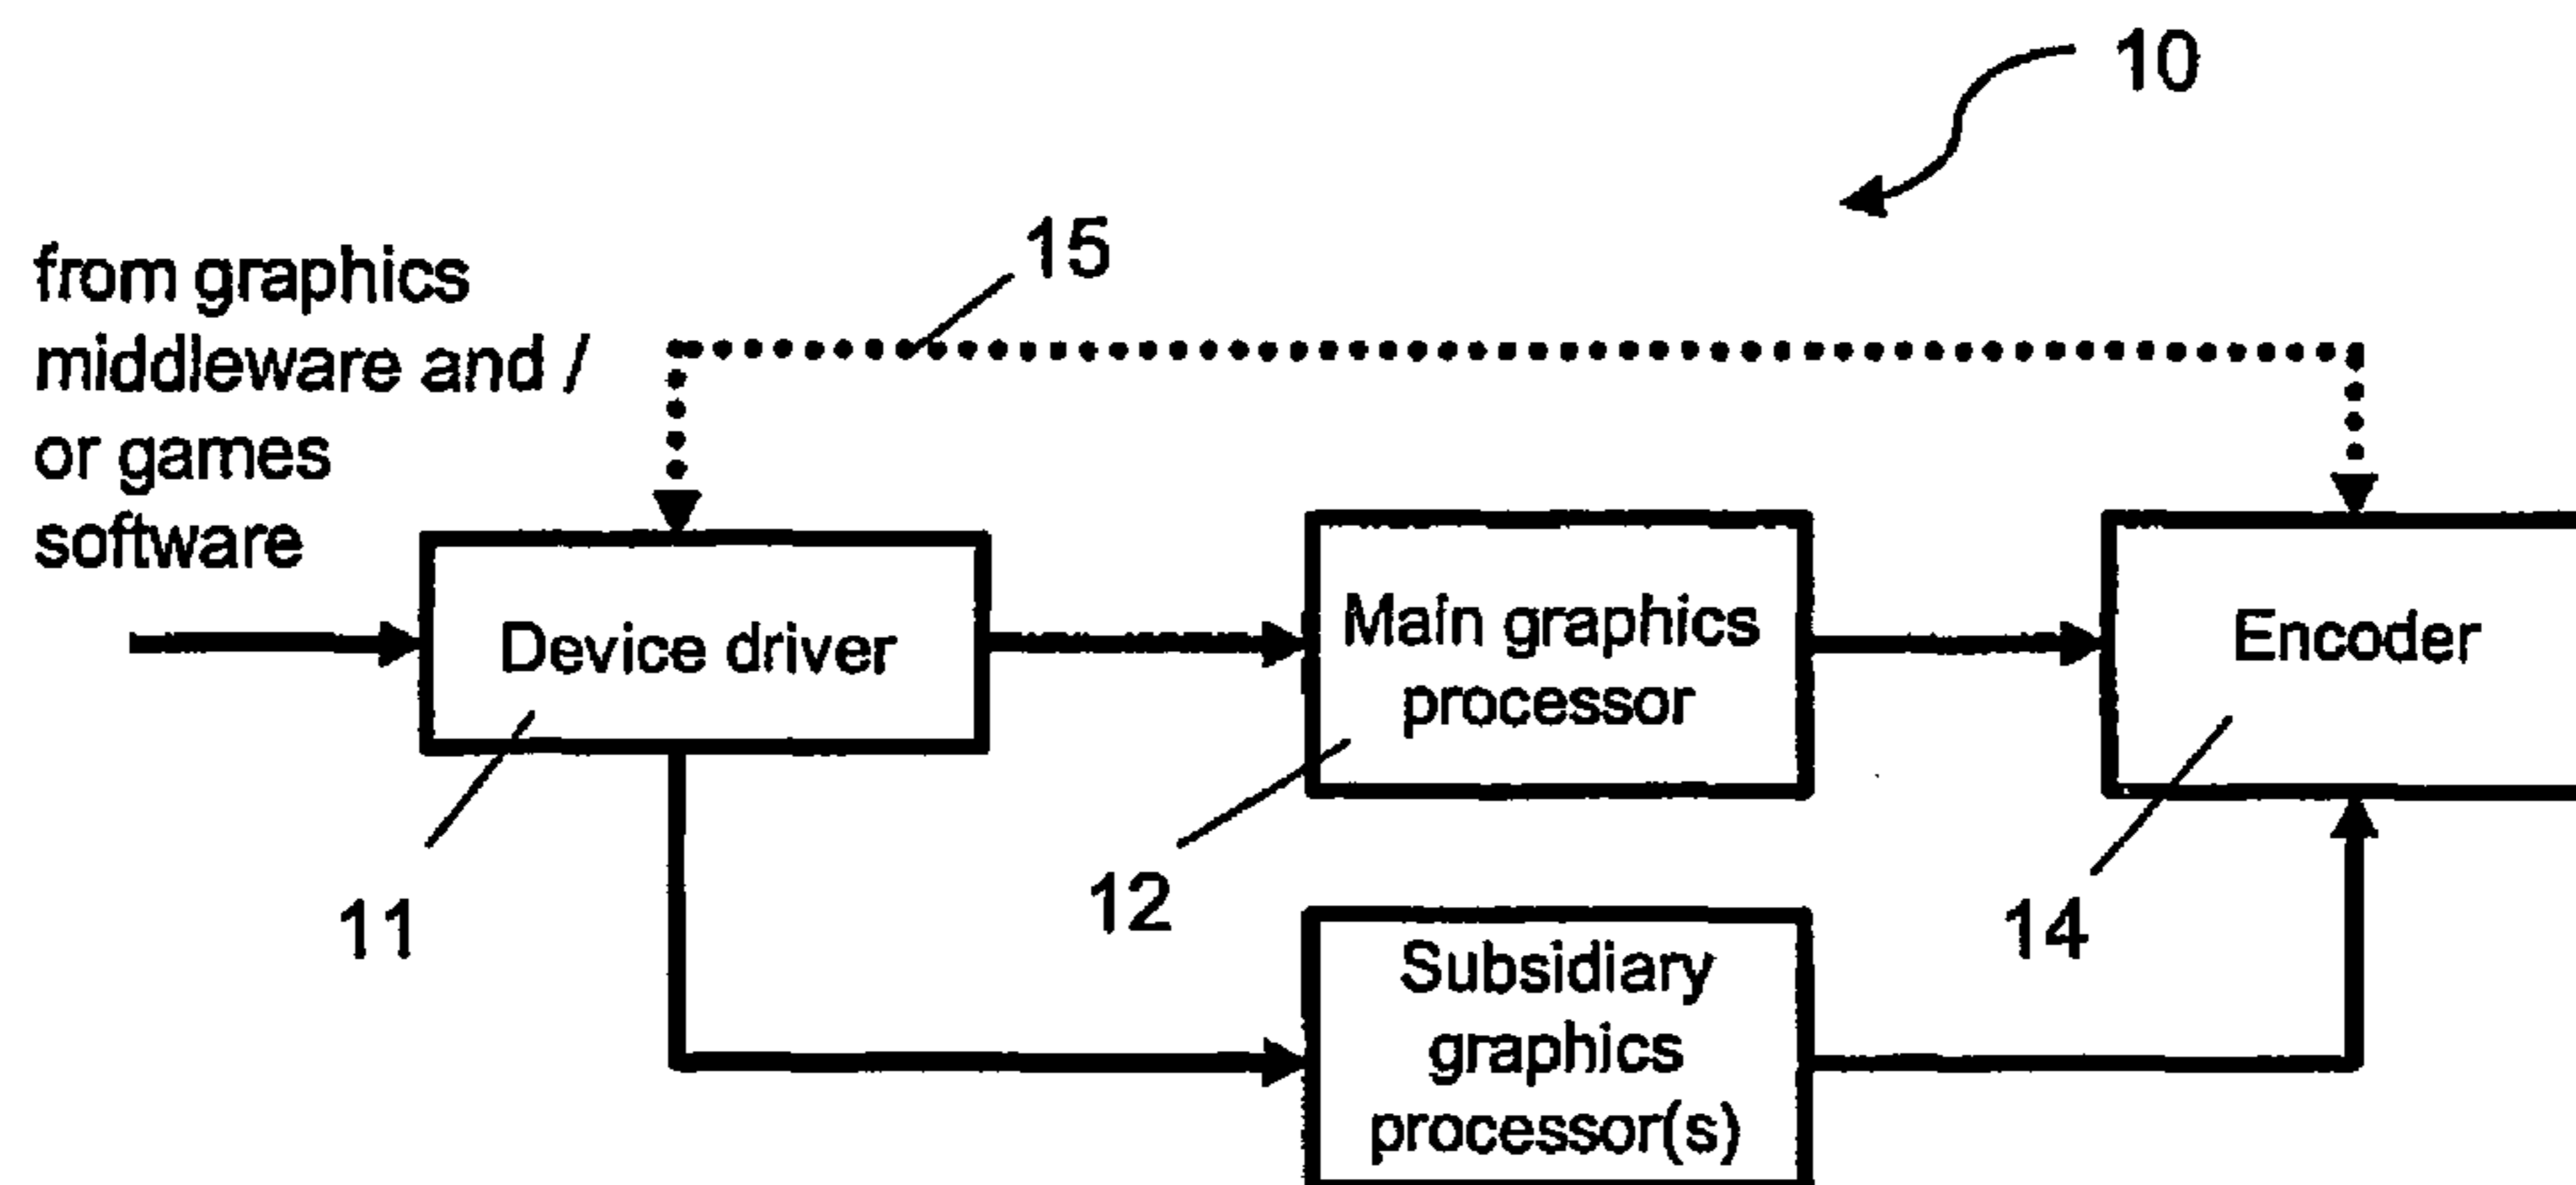 10
15
from graphics
middleware and /
or games
software
Device driver
Main graphics
processor
Encoder
11
12
14
Subsidiary
graphics
processor(s)